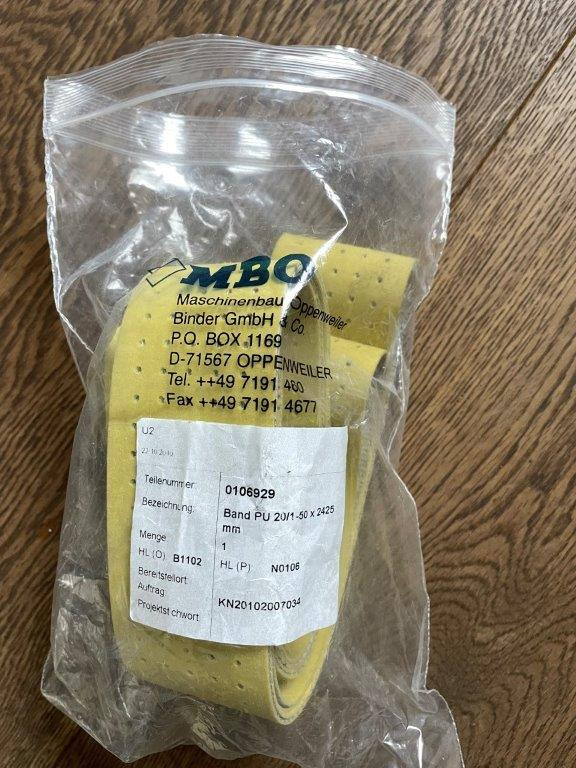 MBO
Maschinenbau Oppenweiler
Binder GmbH & Co.
P.O. BOX 1169
D-71567 OPPENWEILER
Tel. ++49 7191 460
Fax ++49 7191 4677
U2
Teilenummer: 0106929
Bezeichnung: Band PU 20/1-50 x 2425
mm
Menge 1
HL (O) B1102 HL (P) N0106
Bereitstellort
Auftrag: KN20102007034
Projektstichwort